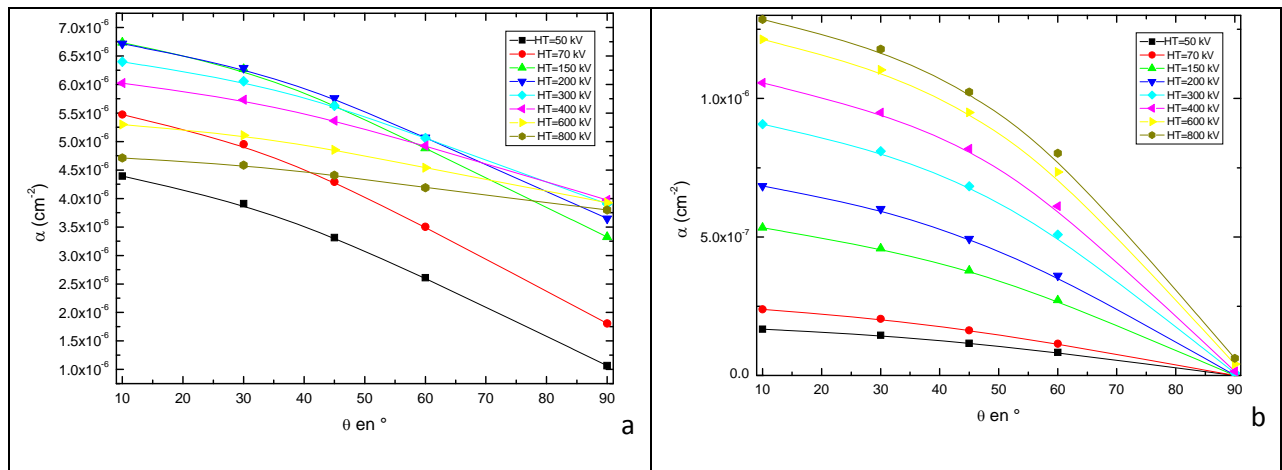 7.0x10⁻⁶
6.5x10⁻⁶
6.0x10⁻⁶
5.5x10⁻⁶
5.0x10⁻⁶
4.5x10⁻⁶
4.0x10⁻⁶
3.5x10⁻⁶
3.0x10⁻⁶
2.5x10⁻⁶
2.0x10⁻⁶
1.5x10⁻⁶
1.0x10⁻⁶
α (cm⁻²)
HT=50 kV
HT=70 kV
HT=150 kV
HT=200 kV
HT=300 kV
HT=400 kV
HT=600 kV
HT=800 kV
10 20 30 40 50 60 70 80 90
θ en °
a
1.0x10⁻⁶
5.0x10⁻⁷
0.0
α (cm⁻²)
HT=50 kV
HT=70 kV
HT=150 kV
HT=200 kV
HT=300 kV
HT=400 kV
HT=600 kV
HT=800 kV
10 20 30 40 50 60 70 80 90
θ en °
b